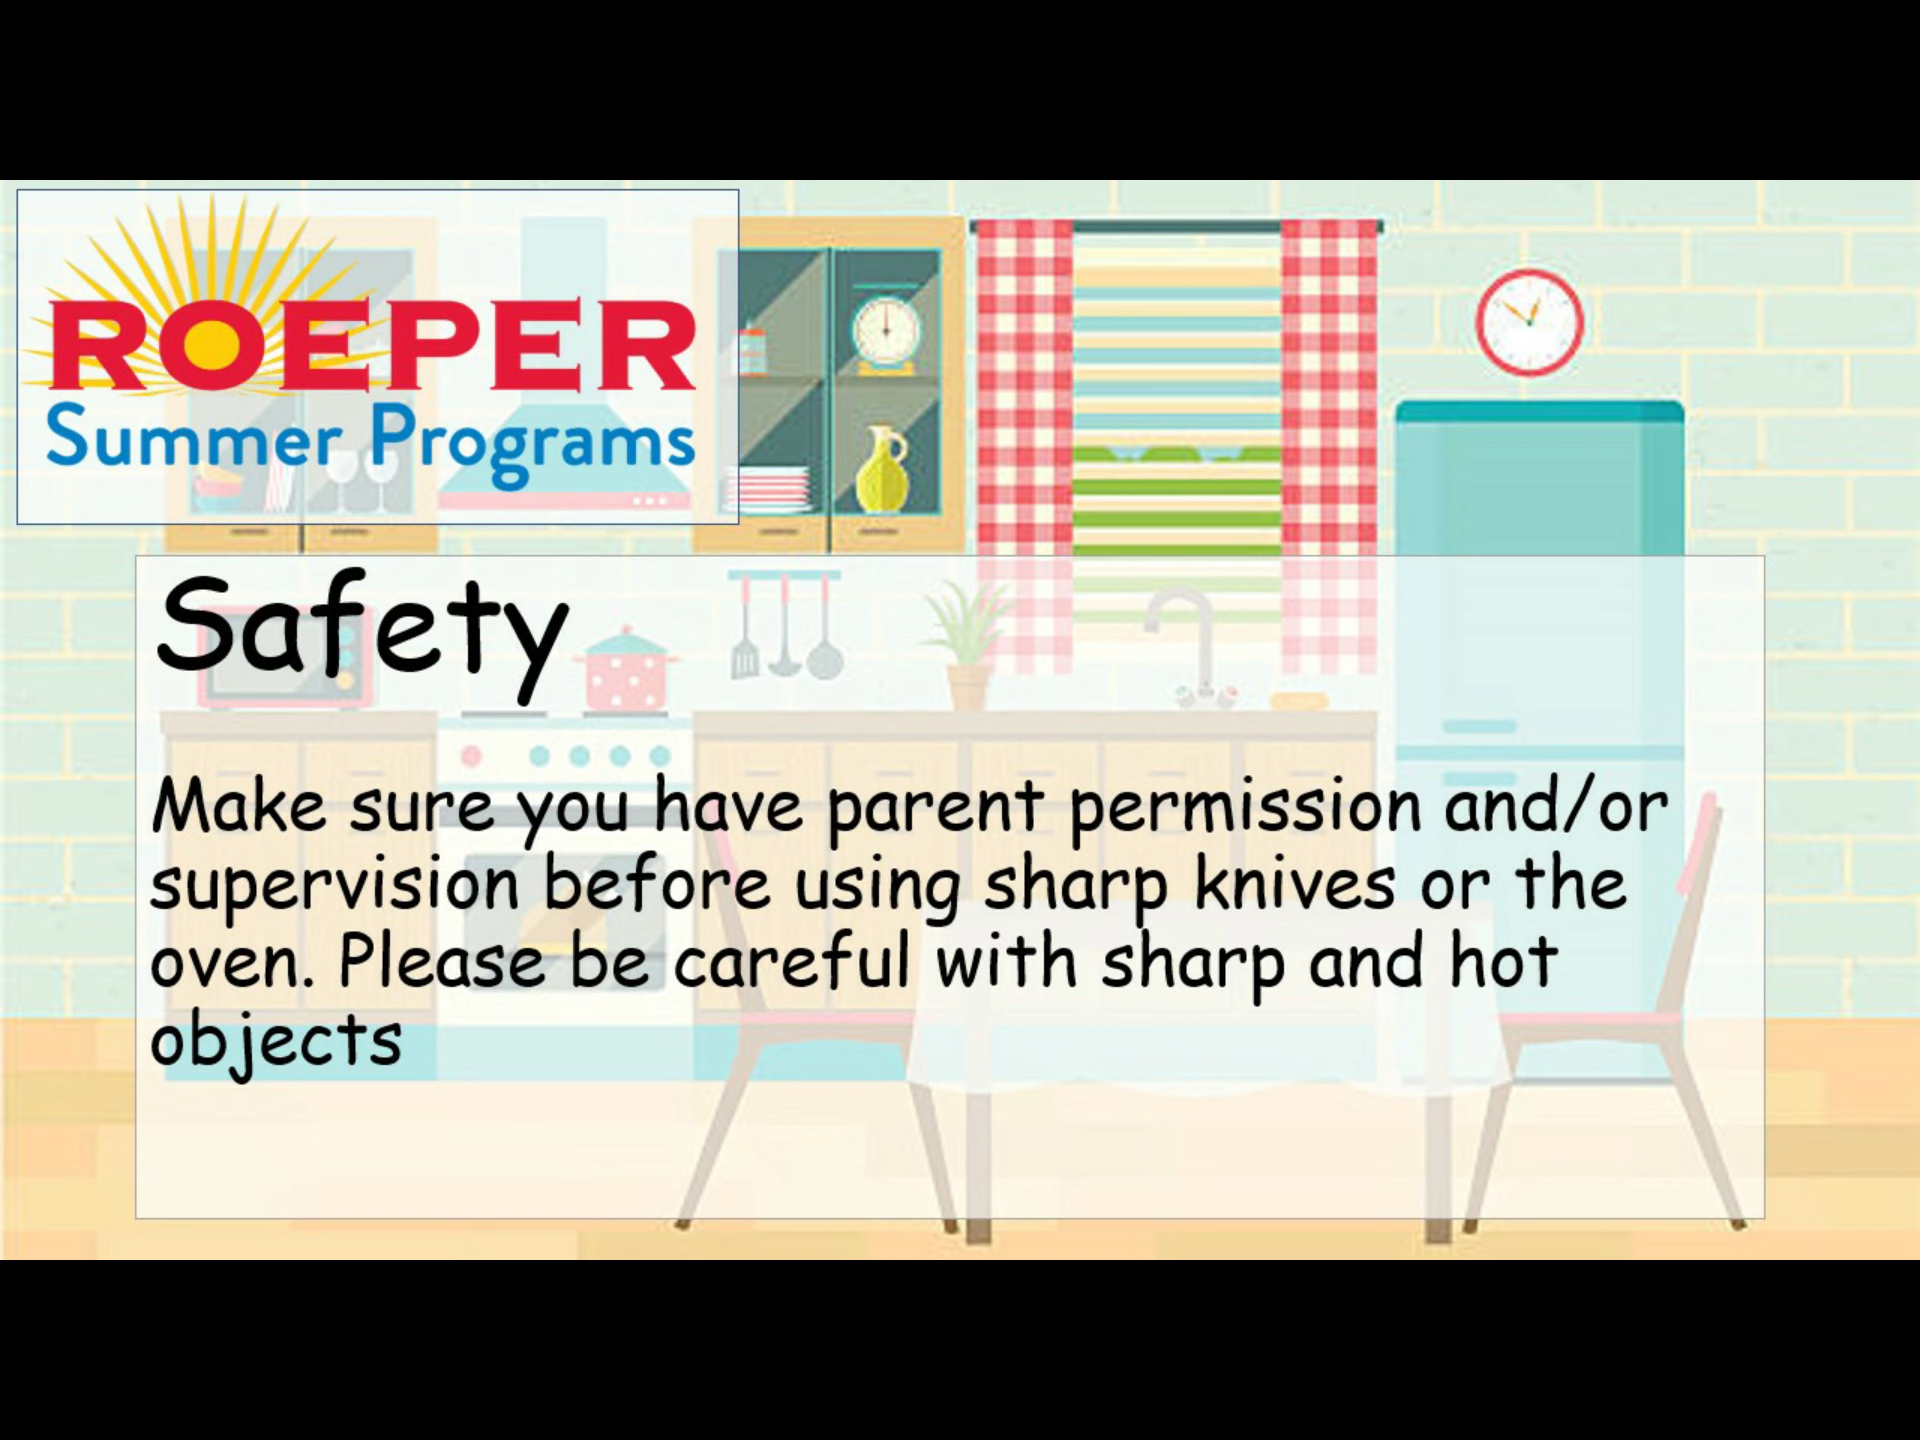 ROEPER
Summer Programs
Safety
Make sure you have parent permission and/or
supervision before using sharp knives or the
oven. Please be careful with sharp and hot
objects